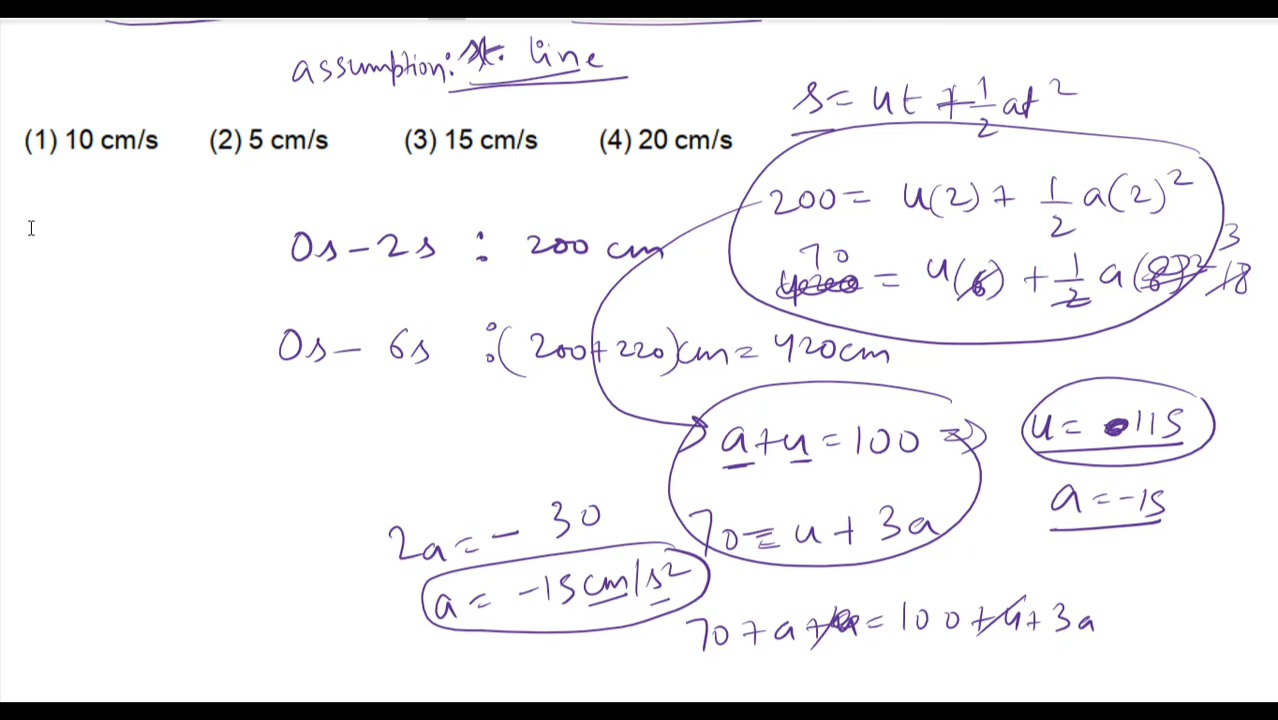 assumption: st. line
s = ut + 1/2 at²
(1) 10 cm/s (2) 5 cm/s (3) 15 cm/s (4) 20 cm/s
200 = u(2) + 1/2 a(2)²
0s - 2s : 200 cm
70 = u(6) + 1/2 a 18 3
0s - 6s : (200+220)cm = 420cm
a+u = 100 ⇒ u = 115
a = -15
2a = - 30
70 = u + 3a
a = -15 cm/s²
70 + a + u = 100 + u + 3a